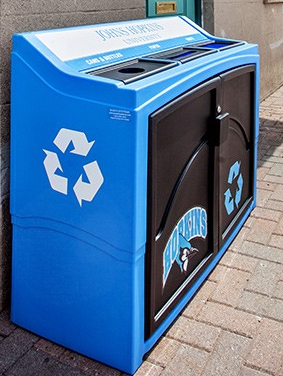 JOHNS HOPKINS
UNIVERSITY
CANS & BOTTLES
PAPER
HOPKINS